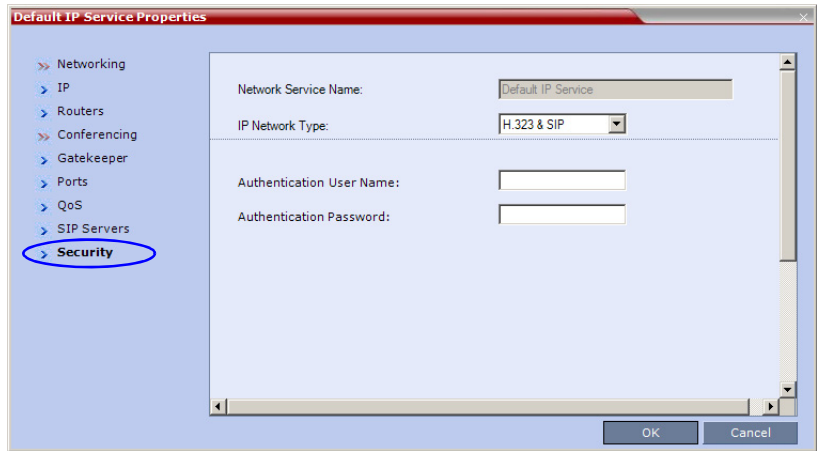 Default IP Service Properties
Networking
IP
Routers
Conferencing
Gatekeeper
Ports
QoS
SIP Servers
Security
Network Service Name: Default IP Service
IP Network Type: H.323 & SIP
Authentication User Name:
Authentication Password:
OK Cancel